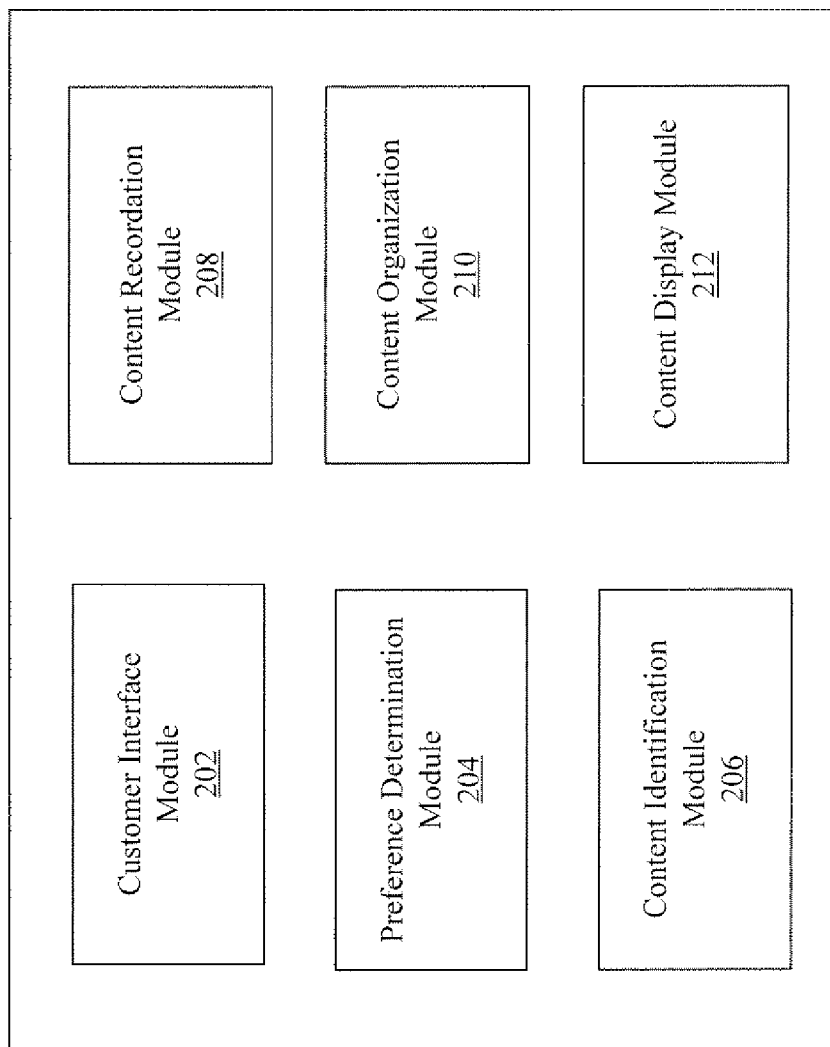 Customer Interface
Module
202
Preference Determination
Module
204
Content Identification
Module
206
Content Recordation
Module
208
Content Organization
Module
210
Content Display Module
212